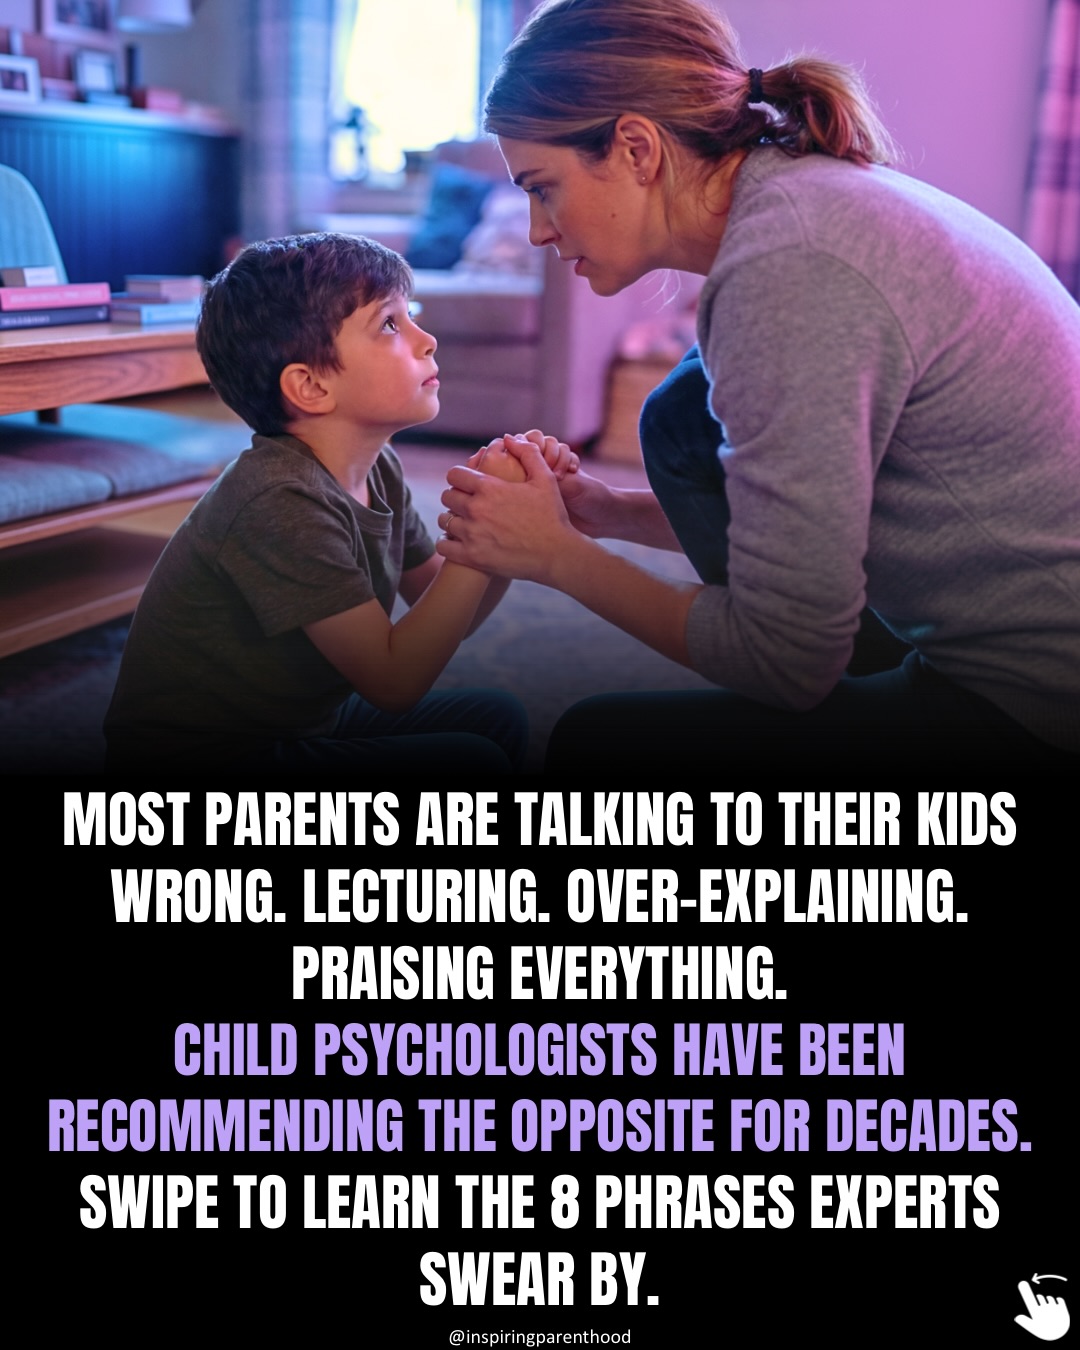 MOST PARENTS ARE TALKING TO THEIR KIDS
WRONG. LECTURING. OVER-EXPLAINING.
PRAISING EVERYTHING.
CHILD PSYCHOLOGISTS HAVE BEEN
RECOMMENDING THE OPPOSITE FOR DECADES.
SWIPE TO LEARN THE 8 PHRASES EXPERTS
SWEAR BY.
@inspiringparenthood